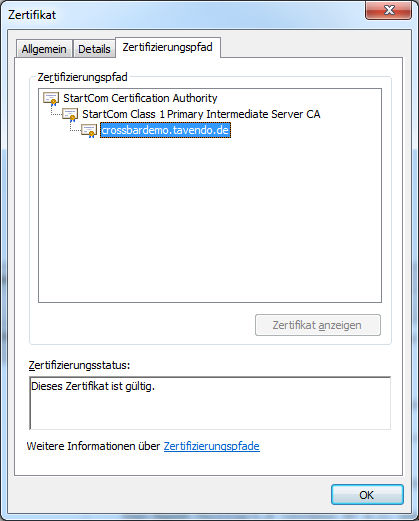 Zertifikat
Allgemein Details Zertifizierungspfad
Zertifizierungspfad
StartCom Certification Authority
StartCom Class 1 Primary Intermediate Server CA
crossbardemo.tavendo.de
Zertifikat anzeigen
Zertifizierungsstatus:
Dieses Zertifikat ist gültig.
Weitere Informationen über Zertifizierungspfade
OK